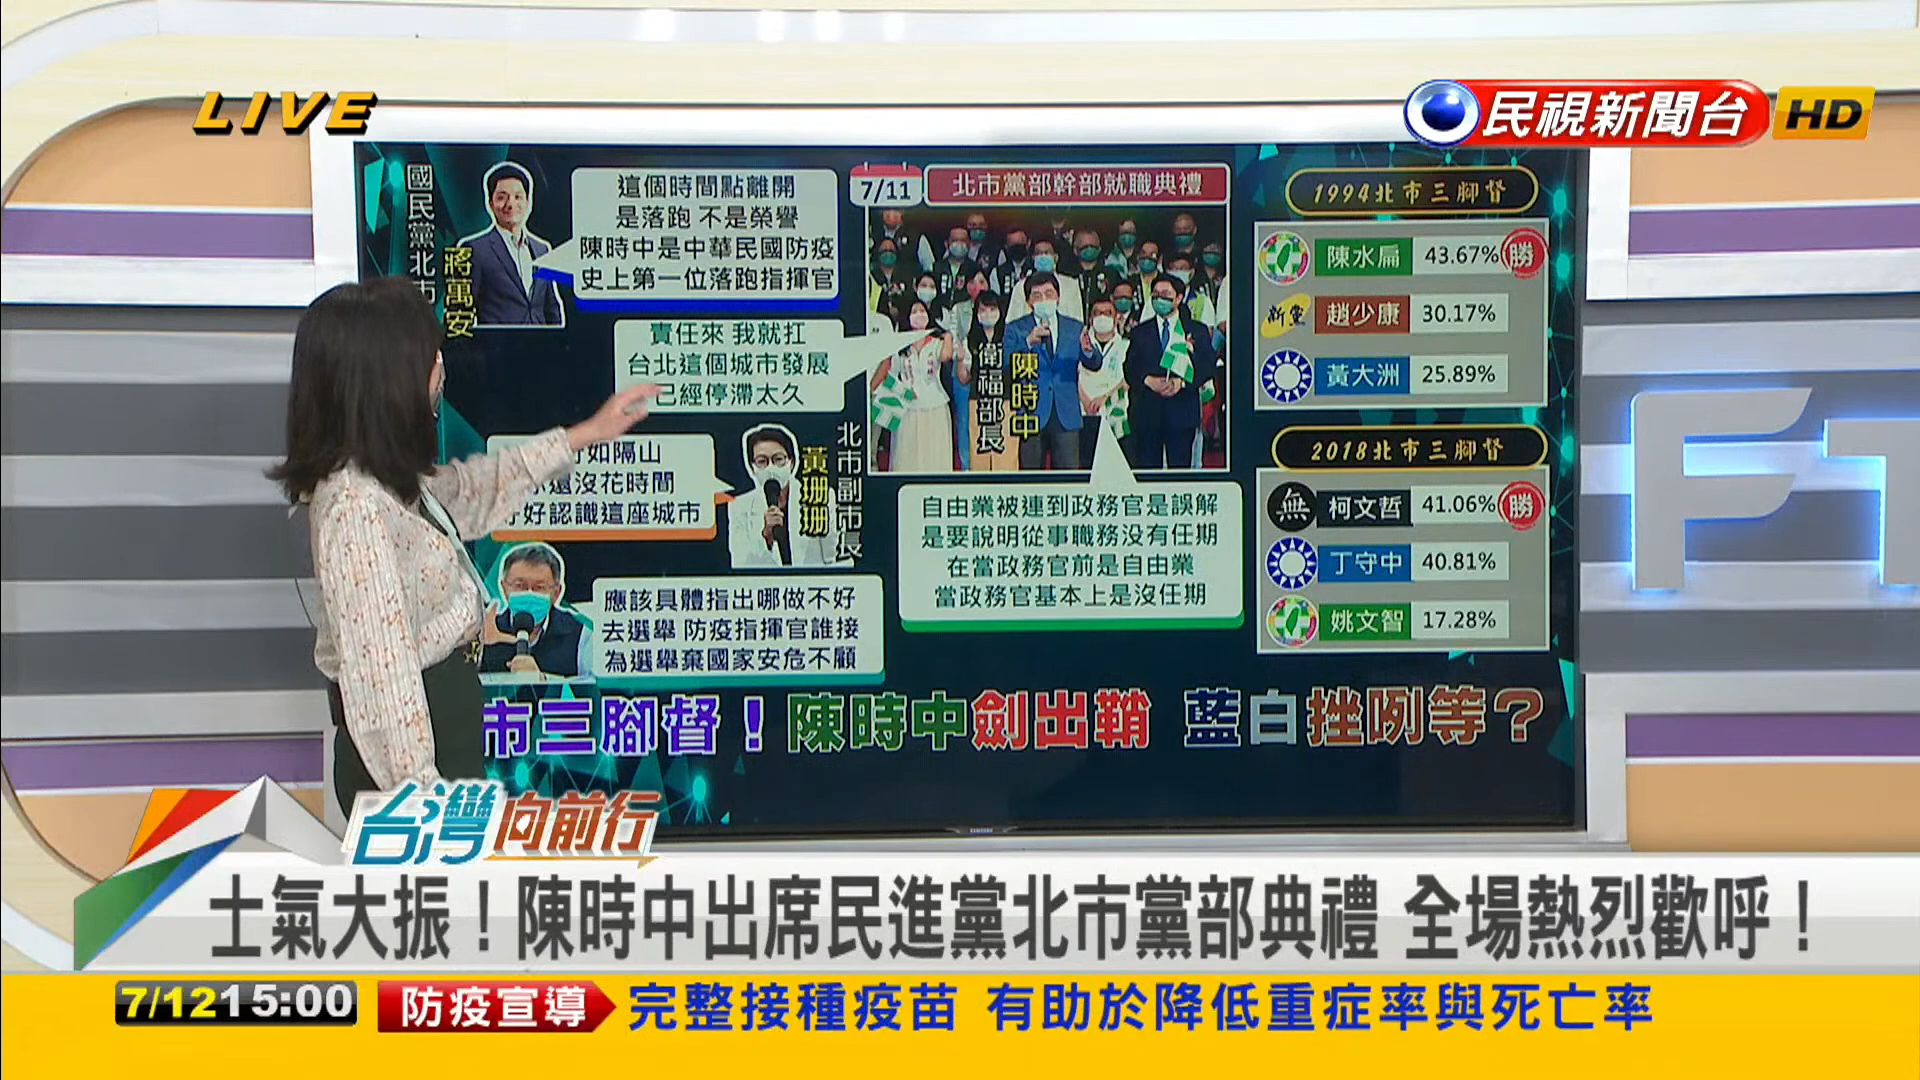 LIVE
民視新聞台 HD
國民黨北市
蔣萬安
這個時間點離開
是落跑 不是榮譽
陳時中是中華民國防疫
史上第一位落跑指揮官
責任來 我就扛
台北這個城市發展
已經停滯太久
如隔山
還沒花時間
好好認識這座城市
北市副市長
黃珊珊
應該具體指出哪做不好
去選舉 防疫指揮官誰接
為選舉棄國家安危不顧
7/11
北市黨部幹部就職典禮
衛福部長
陳時中
自由業被連到政務官是誤解
是要說明從事職務沒有任期
在當政務官前是自由業
當政務官基本上是沒任期
1994北市三腳督
陳水扁 43.67% 勝
新黨 趙少康 30.17%
黃大洲 25.89%
2018北市三腳督
無 柯文哲 41.06% 勝
丁守中 40.81%
姚文智 17.28%
市三腳督！陳時中劍出鞘 藍白挫咧等？
FT
台灣向前行
士氣大振！陳時中出席民進黨北市黨部典禮 全場熱烈歡呼！
7/12 15:00 防疫宣導 完整接種疫苗 有助於降低重症率與死亡率